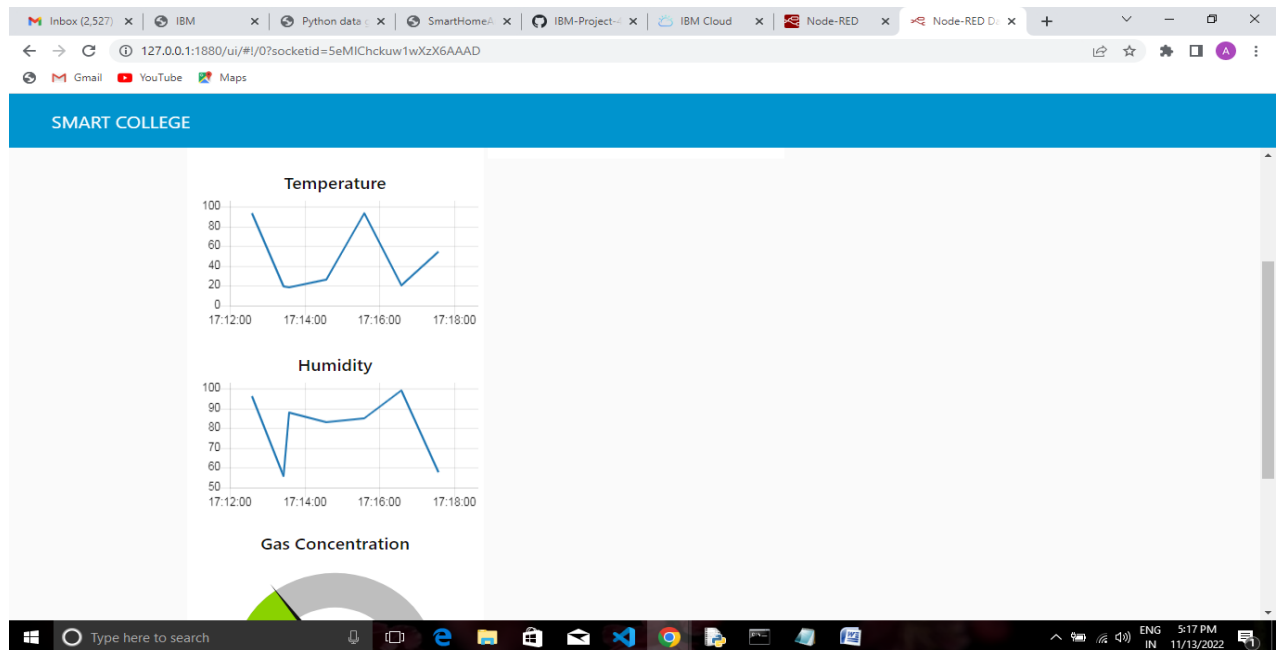 Inbox (2,527) IBM Python data g SmartHomeA IBM-Project-4 IBM Cloud Node-RED Node-RED Da
127.0.0.1:1880/ui/#!/0?socketid=5eMIChckuw1wXzX6AAAD A
Gmail YouTube Maps
SMART COLLEGE
Temperature
100
80
60
40
20
0
17:12:00 17:14:00 17:16:00 17:18:00
Humidity
100
90
80
70
60
50
17:12:00 17:14:00 17:16:00 17:18:00
Gas Concentration
Type here to search
ENG 5:17 PM
IN 11/13/2022
1